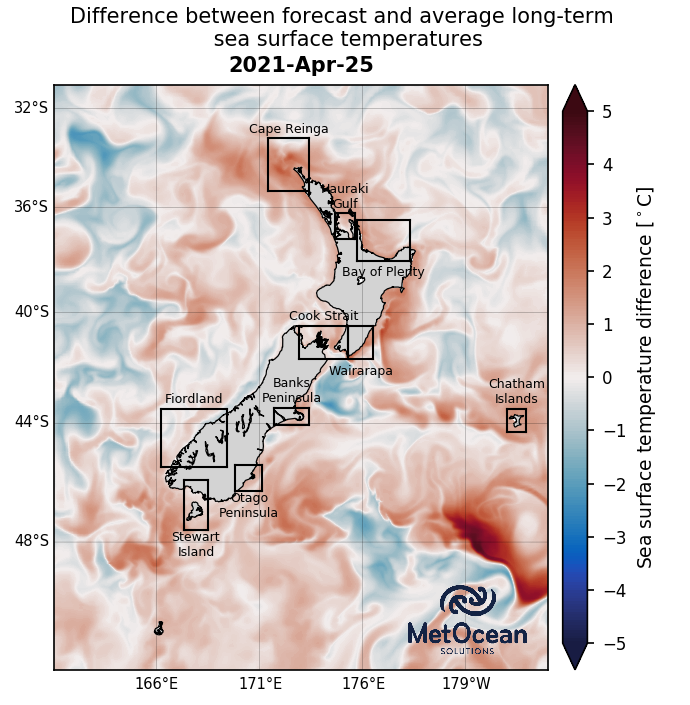 Difference between forecast and average long-term
sea surface temperatures
2021-Apr-25
32°S
36°S
40°S
44°S
48°S
Cape Reinga
Hauraki
Gulf
Bay of Plenty
Cook Strait
Wairarapa
Banks
Peninsula
Fiordland
Chatham
Islands
Otago
Peninsula
Stewart
Island
MetOcean
SOLUTIONS
166°E
171°E
176°E
179°W
5
4
3
2
1
0
−1
−2
−3
−4
−5
Sea surface temperature difference [°C]